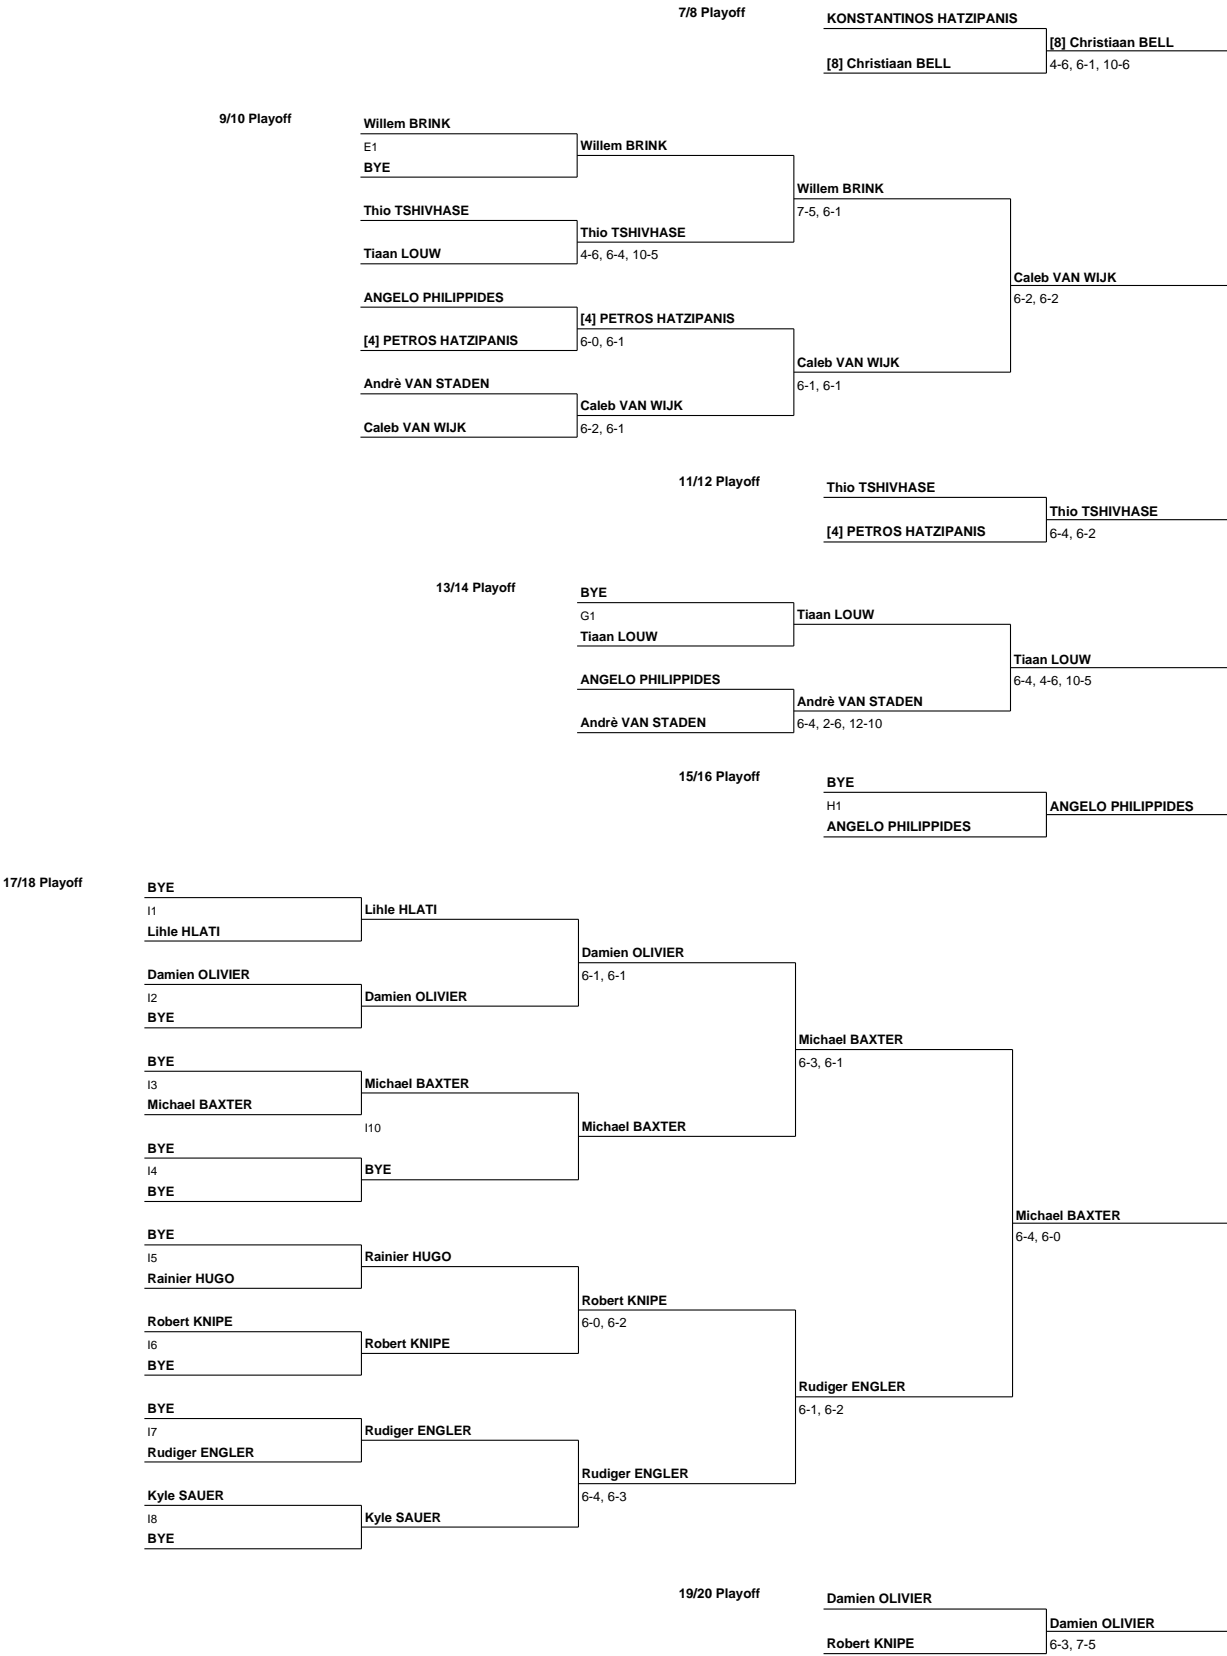 7/8 Playoff
KONSTANTINOS HATZIPANIS
[8] Christiaan BELL
[8] Christiaan BELL
4-6, 6-1, 10-6
9/10 Playoff
Willem BRINK
E1
BYE
Willem BRINK
Willem BRINK
7-5, 6-1
Thio TSHIVHASE
Tiaan LOUW
Thio TSHIVHASE
4-6, 6-4, 10-5
Caleb VAN WIJK
6-2, 6-2
ANGELO PHILIPPIDES
[4] PETROS HATZIPANIS
[4] PETROS HATZIPANIS
6-0, 6-1
Caleb VAN WIJK
6-1, 6-1
Andrè VAN STADEN
Caleb VAN WIJK
Caleb VAN WIJK
6-2, 6-1
11/12 Playoff
Thio TSHIVHASE
[4] PETROS HATZIPANIS
Thio TSHIVHASE
6-4, 6-2
13/14 Playoff
BYE
G1
Tiaan LOUW
Tiaan LOUW
Tiaan LOUW
6-4, 4-6, 10-5
ANGELO PHILIPPIDES
Andrè VAN STADEN
Andrè VAN STADEN
6-4, 2-6, 12-10
15/16 Playoff
BYE
H1
ANGELO PHILIPPIDES
ANGELO PHILIPPIDES
17/18 Playoff
BYE
I1
Lihle HLATI
Lihle HLATI
Damien OLIVIER
6-1, 6-1
Damien OLIVIER
I2
BYE
Damien OLIVIER
Michael BAXTER
6-3, 6-1
BYE
I3
Michael BAXTER
Michael BAXTER
I10
Michael BAXTER
BYE
I4
BYE
BYE
Michael BAXTER
6-4, 6-0
BYE
I5
Rainier HUGO
Rainier HUGO
Robert KNIPE
6-0, 6-2
Robert KNIPE
I6
BYE
Robert KNIPE
Rudiger ENGLER
6-1, 6-2
BYE
I7
Rudiger ENGLER
Rudiger ENGLER
Rudiger ENGLER
6-4, 6-3
Kyle SAUER
I8
BYE
Kyle SAUER
19/20 Playoff
Damien OLIVIER
Robert KNIPE
Damien OLIVIER
6-3, 7-5